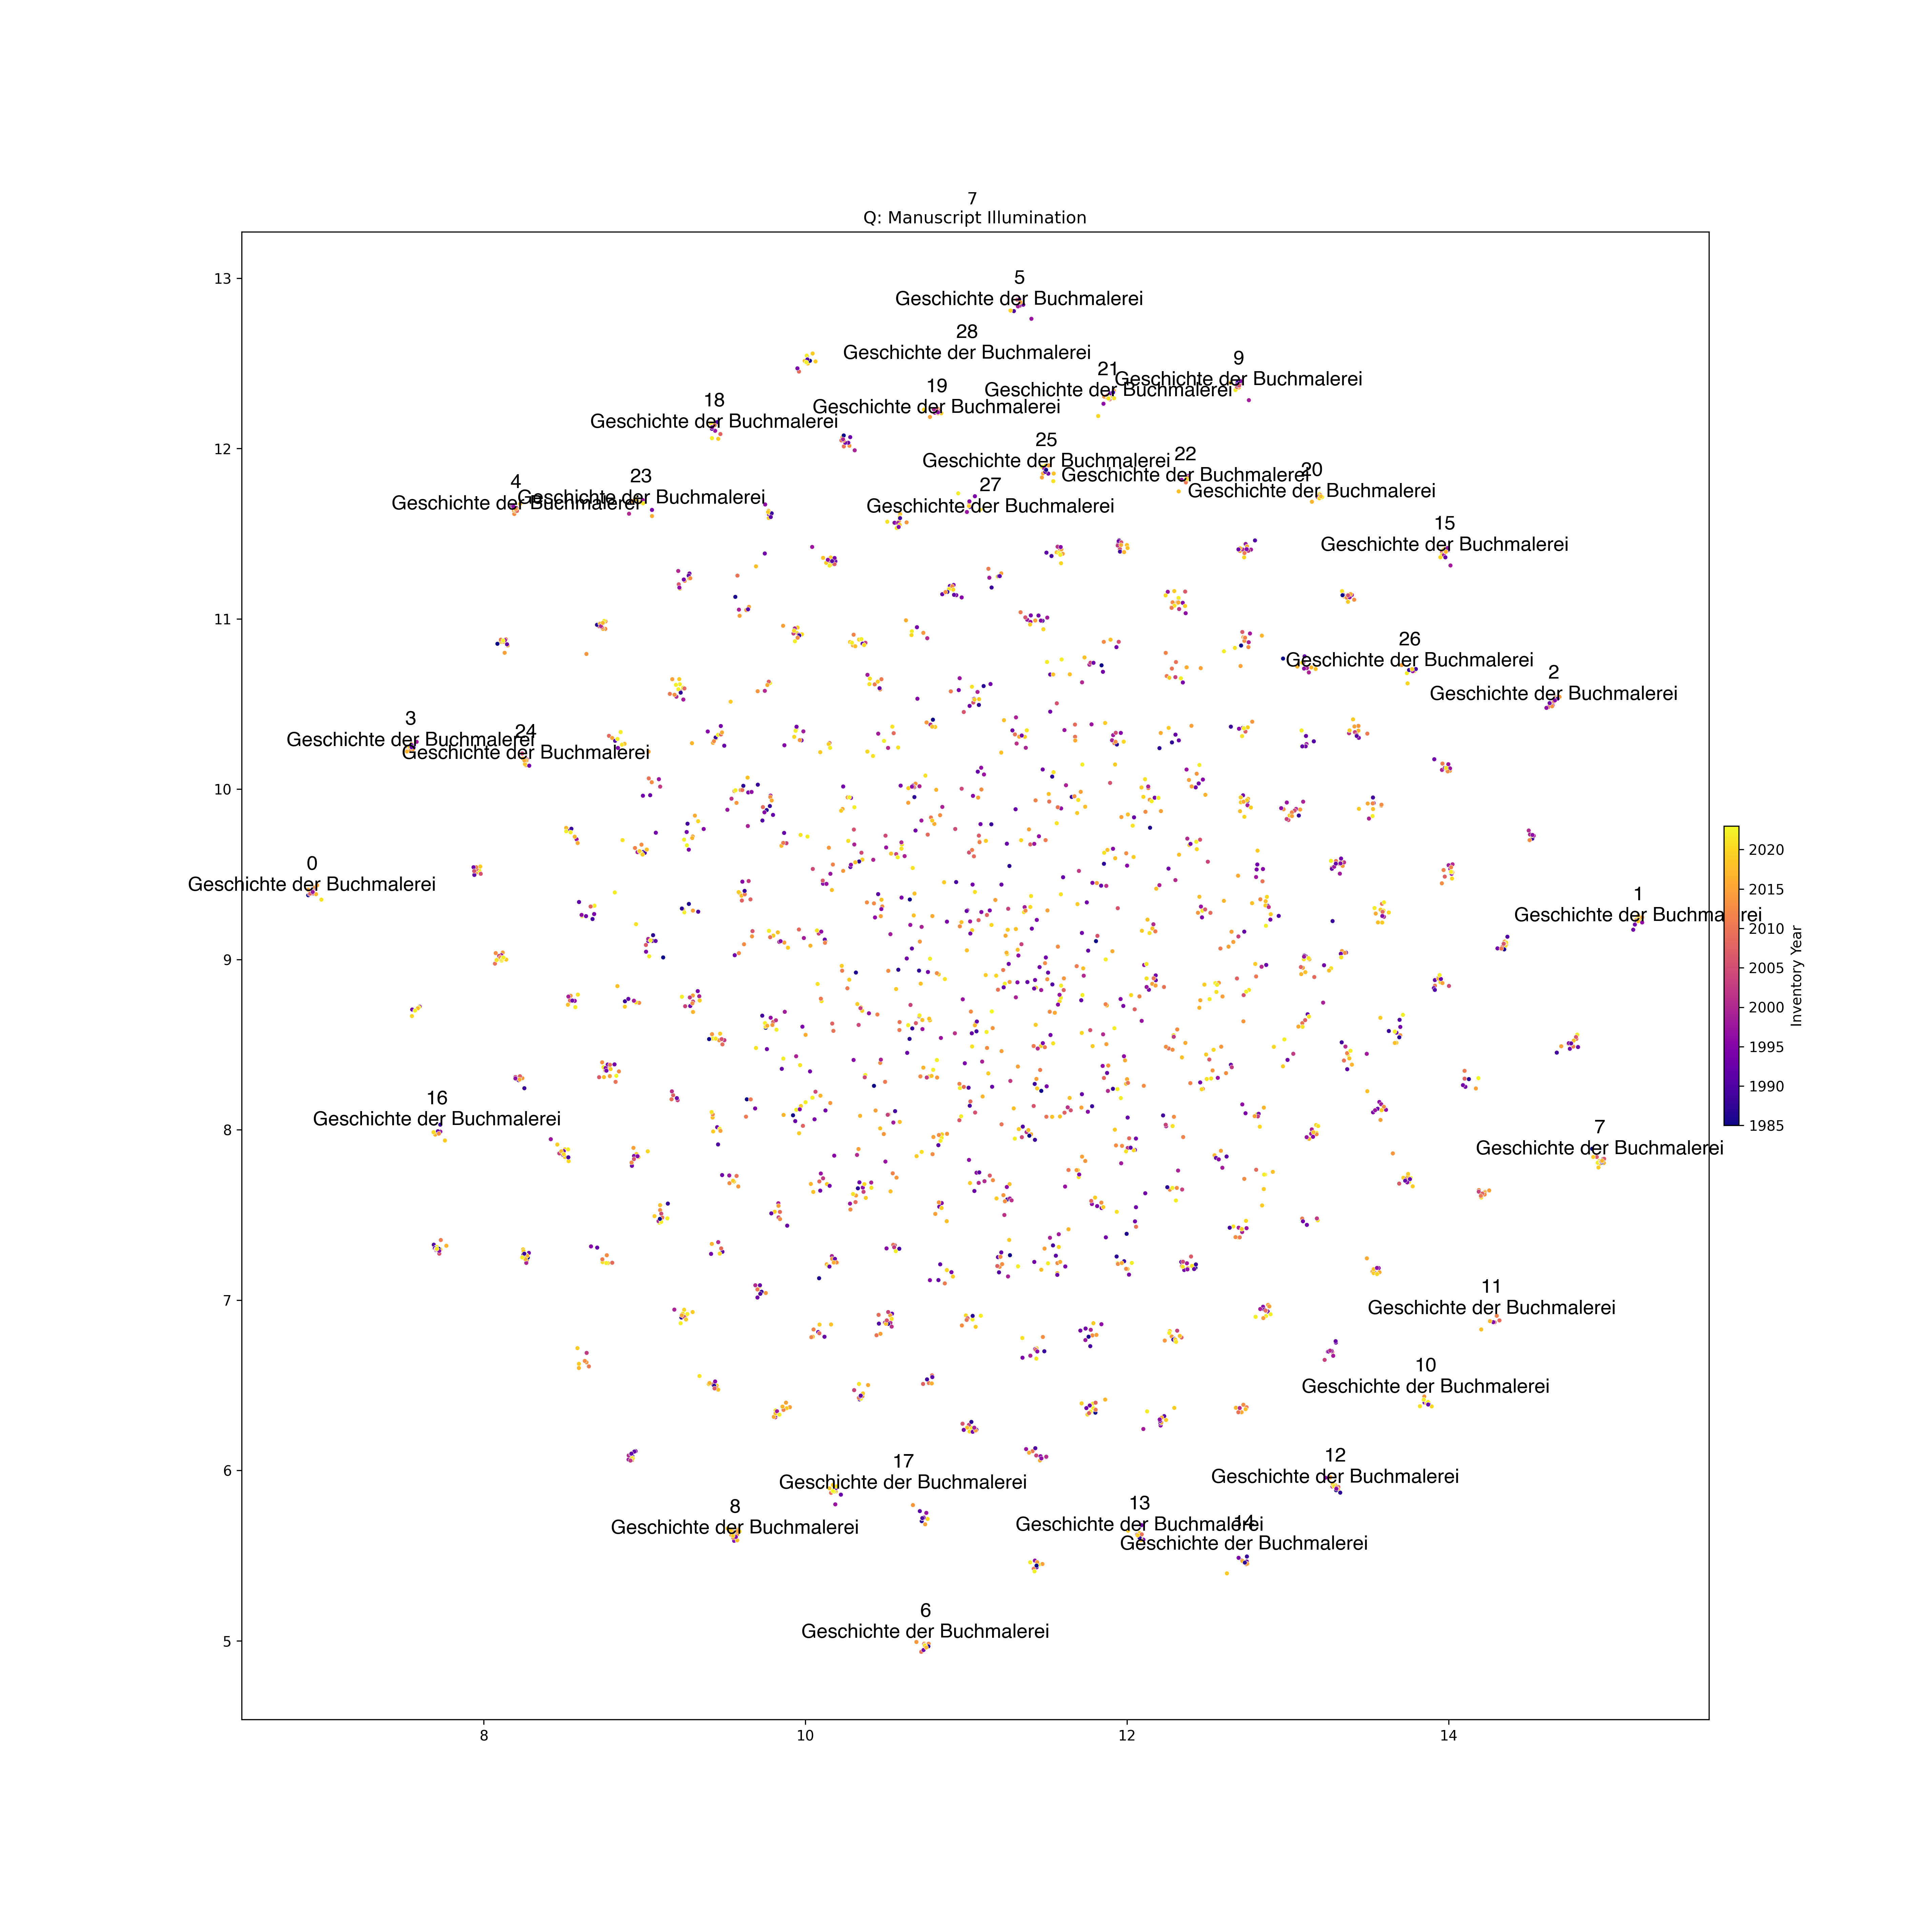 7
Q: Manuscript Illumination
13
5
Geschichte der Buchmalerei
28
Geschichte der Buchmalerei
9
Geschichte der Buchmalerei
21
Geschichte der Buchmalerei
19
Geschichte der Buchmalerei
18
Geschichte der Buchmalerei
12
25
Geschichte der Buchmalerei
22
Geschichte der Buchmalerei
20
Geschichte der Buchmalerei
4
Geschichte der Buchmalerei
23
Geschichte der Buchmalerei
27
Geschichte der Buchmalerei
15
Geschichte der Buchmalerei
11
26
Geschichte der Buchmalerei
2
Geschichte der Buchmalerei
3
Geschichte der Buchmalerei
24
Geschichte der Buchmalerei
10
0
Geschichte der Buchmalerei
1
Geschichte der Buchmalerei
9
16
Geschichte der Buchmalerei
8
7
Geschichte der Buchmalerei
7
11
Geschichte der Buchmalerei
10
Geschichte der Buchmalerei
6
17
Geschichte der Buchmalerei
12
Geschichte der Buchmalerei
8
Geschichte der Buchmalerei
13
Geschichte der Buchmalerei
14
Geschichte der Buchmalerei
6
Geschichte der Buchmalerei
5
8
10
12
14
2020
2015
2010
2005
2000
1995
1990
1985
Inventory Year